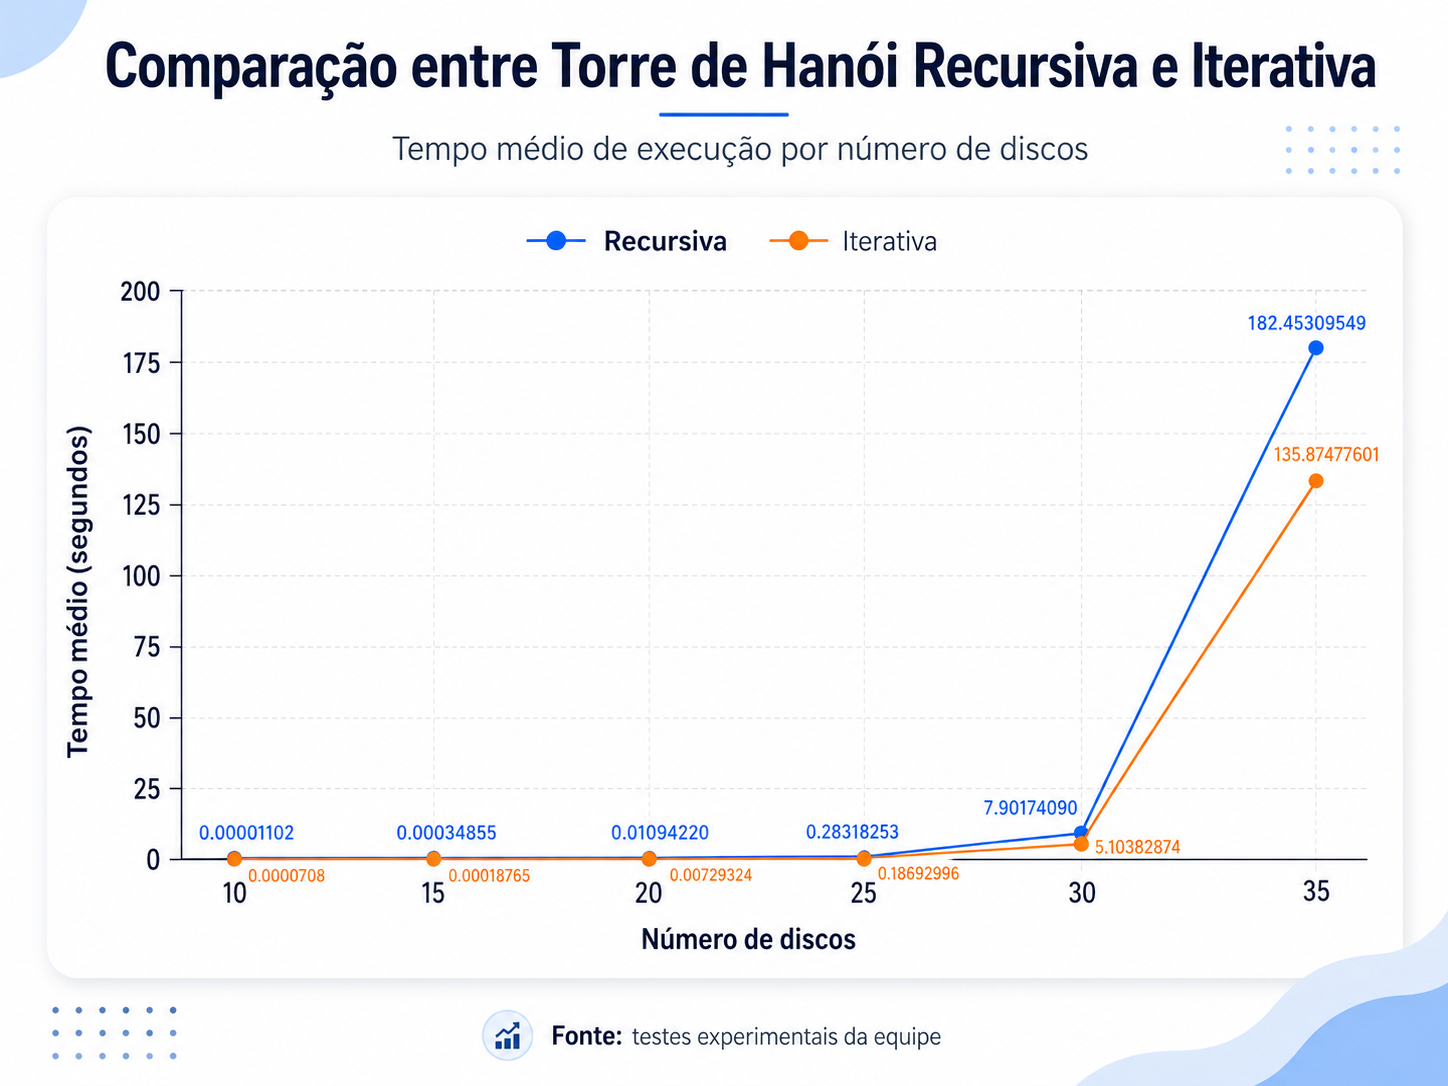 Comparação entre Torre de Hanói Recursiva e Iterativa
Tempo médio de execução por número de discos
Recursiva Iterativa
Tempo médio (segundos)
200
175
150
125
100
75
50
25
0
182.45309549
135.87477601
7.90174090
5.10382874
0.00001102 0.00034855 0.01094220 0.28318253
0.0000708 0.00018765 0.00729324 0.18692996
10 15 20 25 30 35
Número de discos
Fonte: testes experimentais da equipe